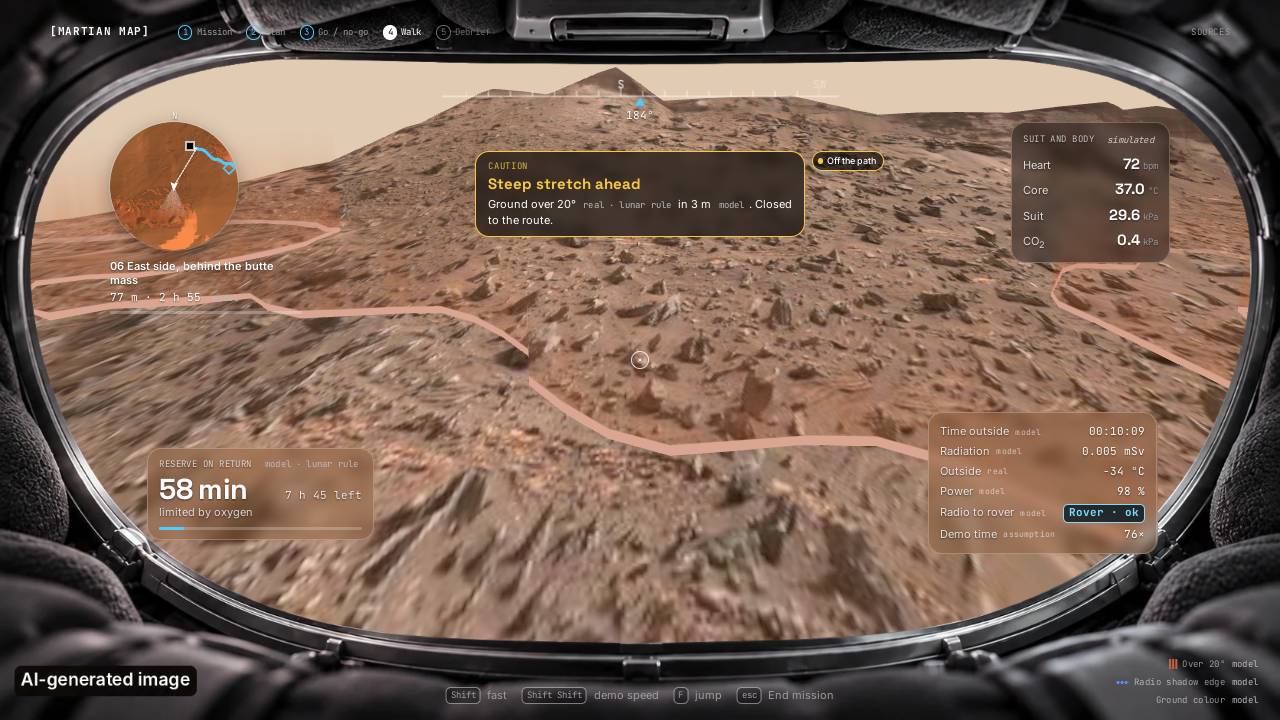 [MARTIAN MAP]
1 Mission
2 Plan
3 Go / no-go
4 Walk
5 Debrief
SOURCES
S
SW
184°
N
CAUTION
Steep stretch ahead
Ground over 20° real · lunar rule in 3 m model . Closed
to the route.
Off the path
SUIT AND BODY simulated
Heart 72 bpm
Core 37.0 °C
Suit 29.6 kPa
CO2 0.4 kPa
06 East side, behind the butte
mass
77 m · 2 h 55
RESERVE ON RETURN model · lunar rule
58 min 7 h 45 left
limited by oxygen
Time outside model 00:10:09
Radiation model 0.005 mSv
Outside real -34 °C
Power model 98 %
Radio to rover model Rover · ok
Demo time assumption 76×
AI-generated image
Shift fast Shift Shift demo speed F jump esc End mission
Over 20° model
Radio shadow edge model
Ground colour model